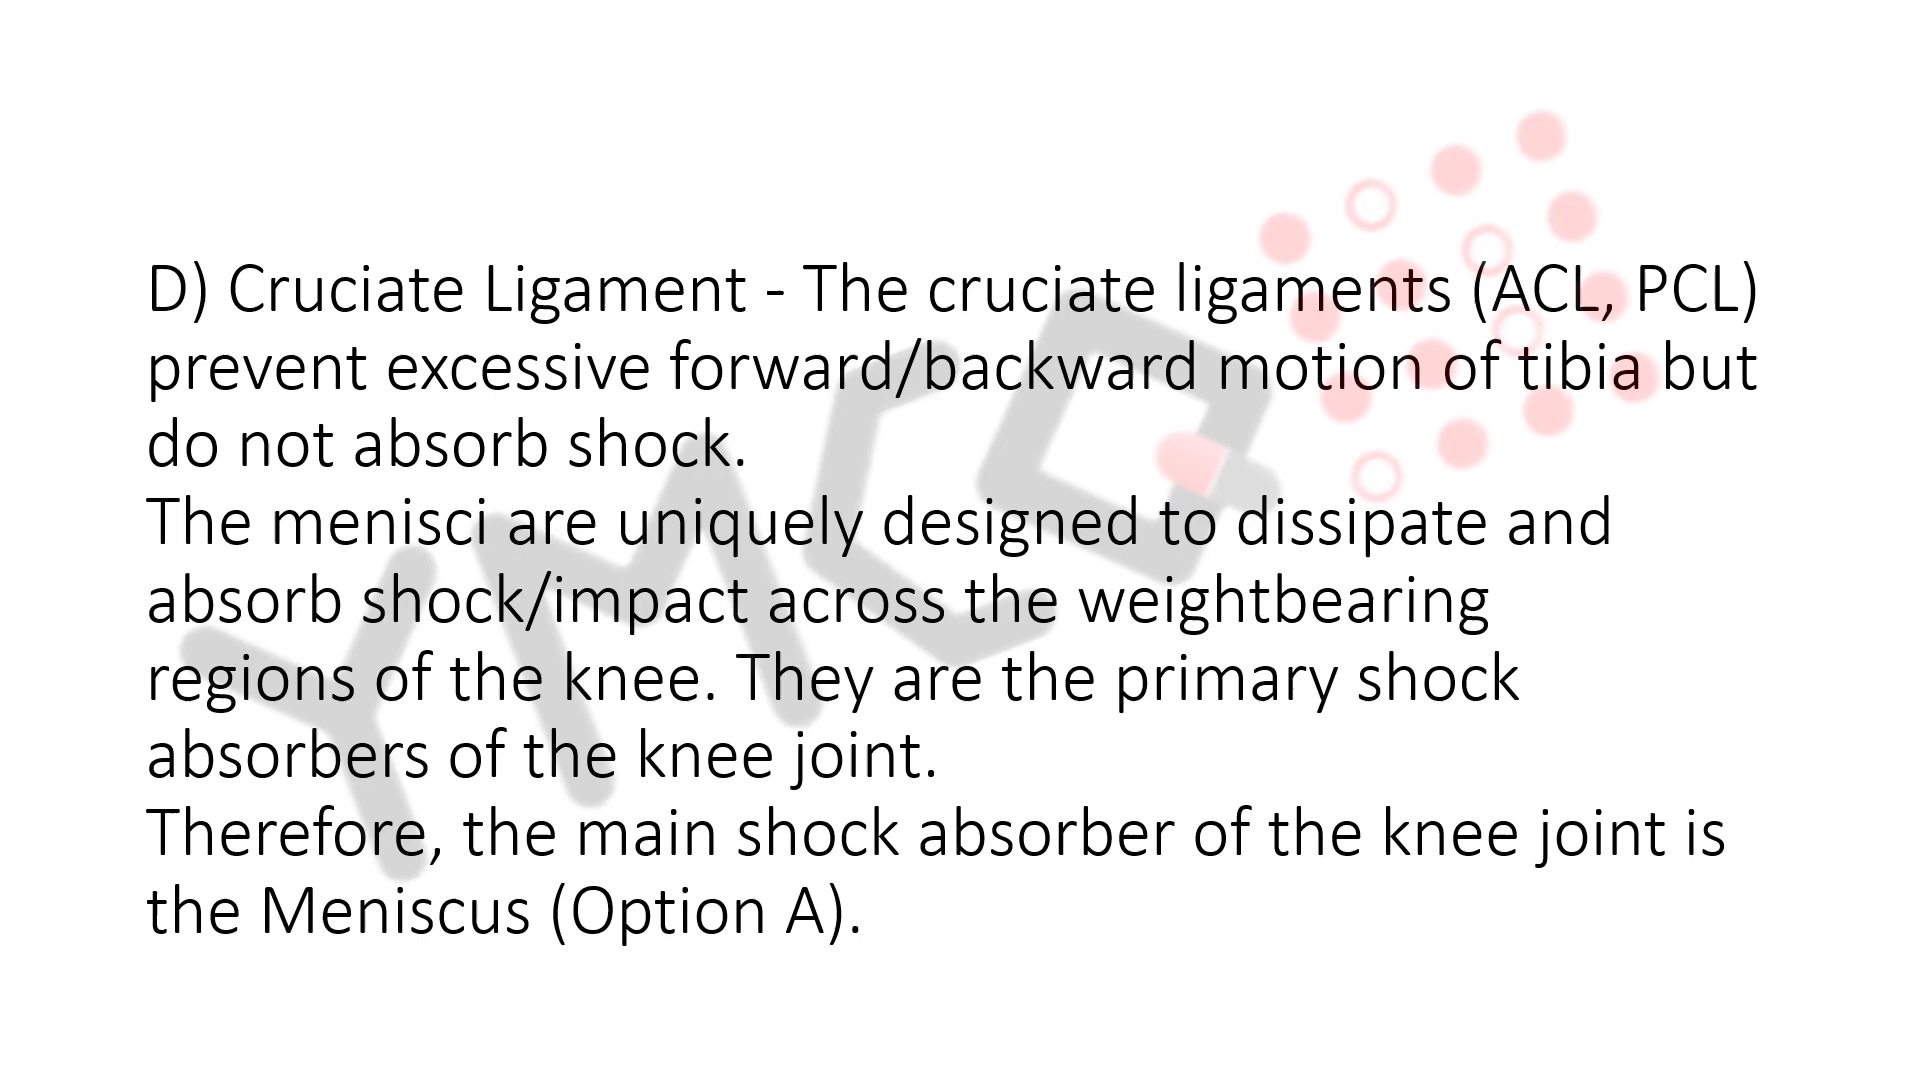 D) Cruciate Ligament - The cruciate ligaments (ACL, PCL)
prevent excessive forward/backward motion of tibia but
do not absorb shock.
The menisci are uniquely designed to dissipate and
absorb shock/impact across the weightbearing
regions of the knee. They are the primary shock
absorbers of the knee joint.
Therefore, the main shock absorber of the knee joint is
the Meniscus (Option A).
YMCQ